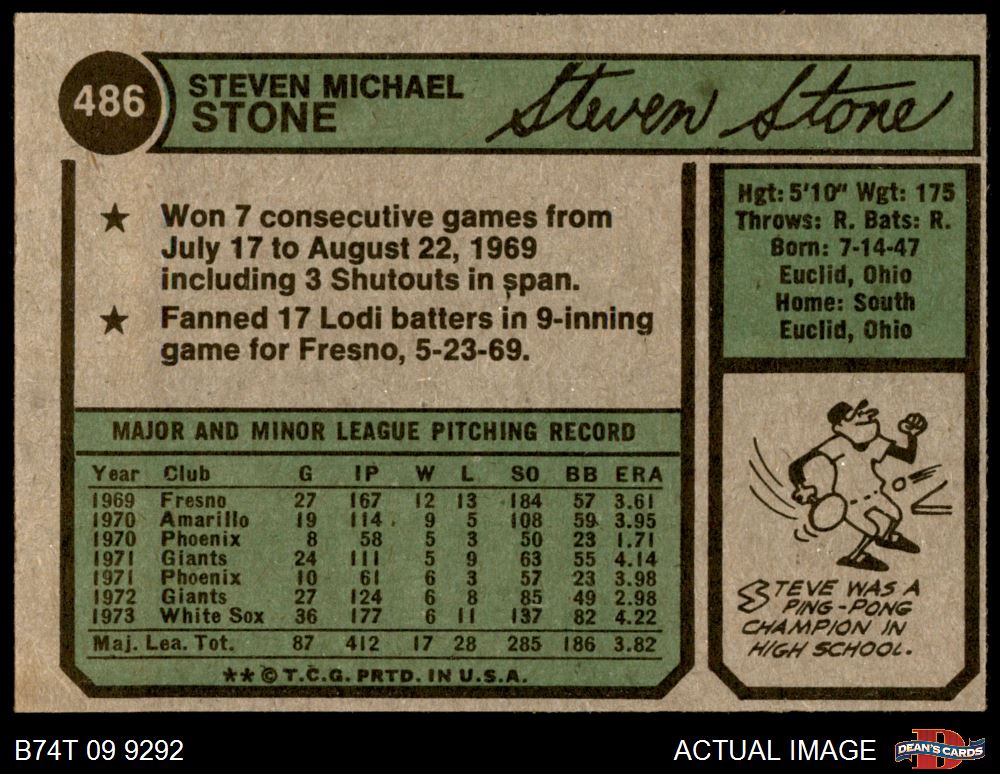 486
STEVEN MICHAEL
STONE
Steven Stone
★ Won 7 consecutive games from
July 17 to August 22, 1969
including 3 Shutouts in span.
★ Fanned 17 Lodi batters in 9-inning
game for Fresno, 5-23-69.
Hgt: 5'10" Wgt: 175
Throws: R. Bats: R.
Born: 7-14-47
Euclid, Ohio
Home: South
Euclid, Ohio
MAJOR AND MINOR LEAGUE PITCHING RECORD
Year Club G IP W L SO BB ERA
1969 Fresno 27 167 12 13 184 57 3.61
1970 Amarillo 19 114 9 5 108 59 3.95
1970 Phoenix 8 58 5 3 50 23 1.71
1971 Giants 24 111 5 9 63 55 4.14
1971 Phoenix 10 61 6 3 57 23 3.98
1972 Giants 27 124 6 8 85 49 2.98
1973 White Sox 36 177 6 11 137 82 4.22
Maj. Lea. Tot. 87 412 17 28 285 186 3.82
★★ © T.C.G. PRTD. IN U.S.A.
STEVE WAS A
PING-PONG
CHAMPION IN
HIGH SCHOOL.
B74T 09 9292
ACTUAL IMAGE
D
DEAN'S CARDS